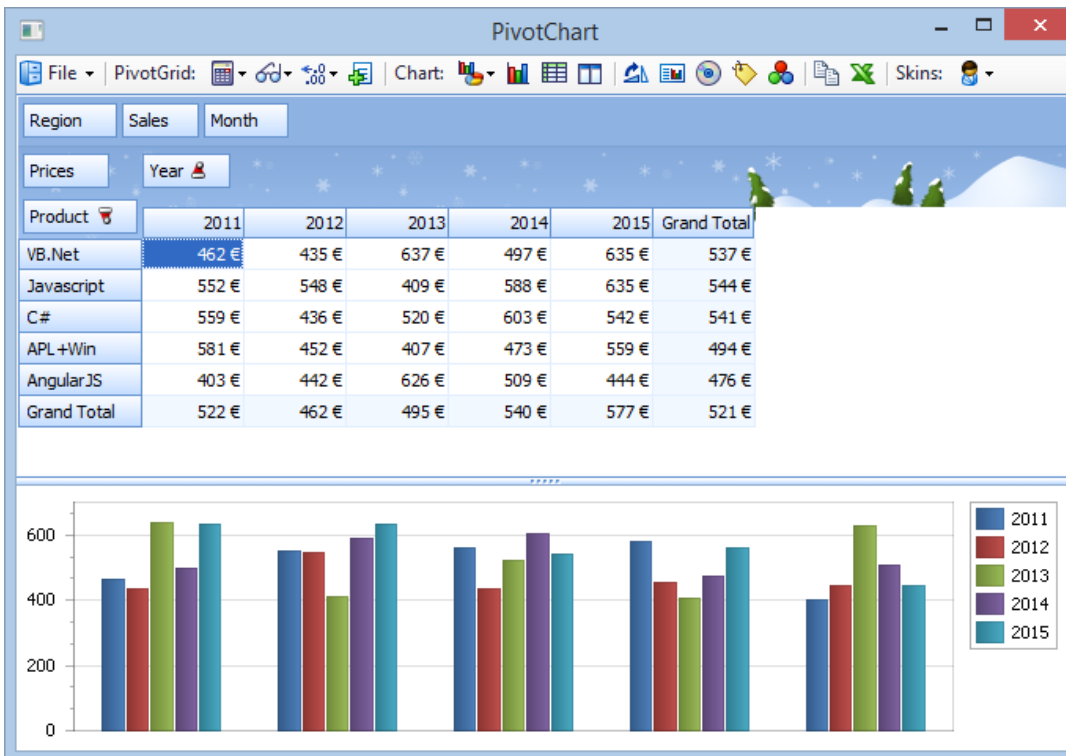 PivotChart
File PivotGrid: Chart: Skins:
Region Sales Month
Prices Year
Product 2011 2012 2013 2014 2015 Grand Total
VB.Net 462 € 435 € 637 € 497 € 635 € 537 €
Javascript 552 € 548 € 409 € 588 € 635 € 544 €
C# 559 € 436 € 520 € 603 € 542 € 541 €
APL+Win 581 € 452 € 407 € 473 € 559 € 494 €
AngularJS 403 € 442 € 626 € 509 € 444 € 476 €
Grand Total 522 € 462 € 495 € 540 € 577 € 521 €
600
400
200
0
2011
2012
2013
2014
2015